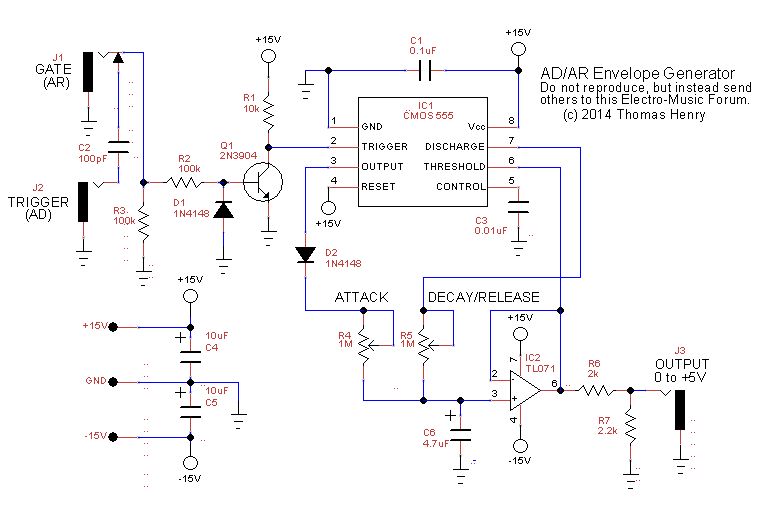 J1
GATE
(AR)
C2
100pF
J2
TRIGGER
(AD)
R3
100k
R2
100k
D1
1N4148
Q1
2N3904
R1
10k
+15V
C1
0.1uF
+15V
AD/AR Envelope Generator
Do not reproduce, but instead send
others to this Electro-Music Forum.
(c) 2014 Thomas Henry
IC1
CMOS 555
1
GND
8
Vcc
2
TRIGGER
7
DISCHARGE
3
OUTPUT
6
THRESHOLD
4
RESET
5
CONTROL
+15V
C3
0.01uF
D2
1N4148
ATTACK
DECAY/RELEASE
R4
1M
R5
1M
+15V
IC2
TL071
7
2
-
3
+
6
4
-15V
C6
+
4.7uF
R6
2k
R7
2.2k
J3
OUTPUT
0 to +5V
+15V
+15V
+
10uF
C4
GND
+
10uF
C5
-15V
-15V